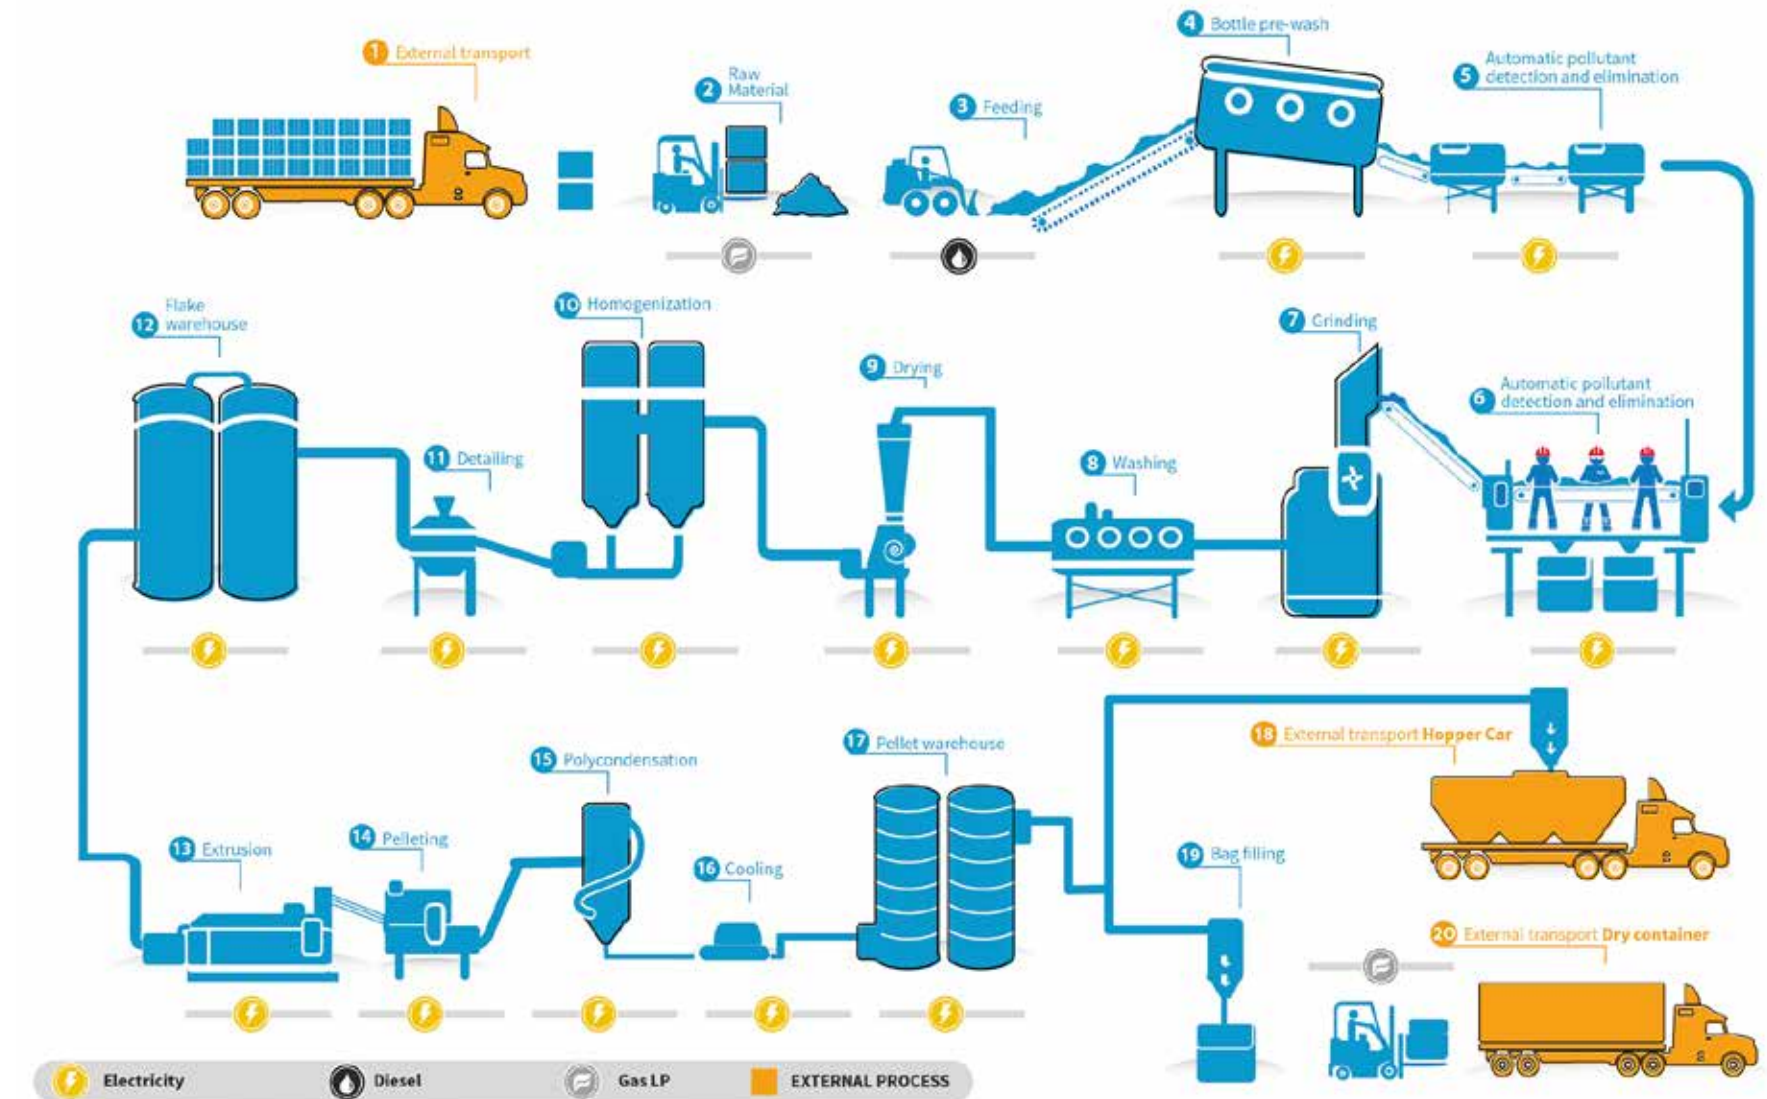 1 External transport
2 Raw
Material
3 Feeding
4 Bottle pre-wash
5 Automatic pollutant
detection and elimination
6 Automatic pollutant
detection and elimination
7 Grinding
8 Washing
9 Drying
10 Homogenization
11 Detailing
12 Flake
warehouse
13 Extrusion
14 Pelleting
15 Polycondensation
16 Cooling
17 Pellet warehouse
18 External transport Hopper Car
19 Bag filling
20 External transport Dry container
Electricity
Diesel
Gas LP
EXTERNAL PROCESS